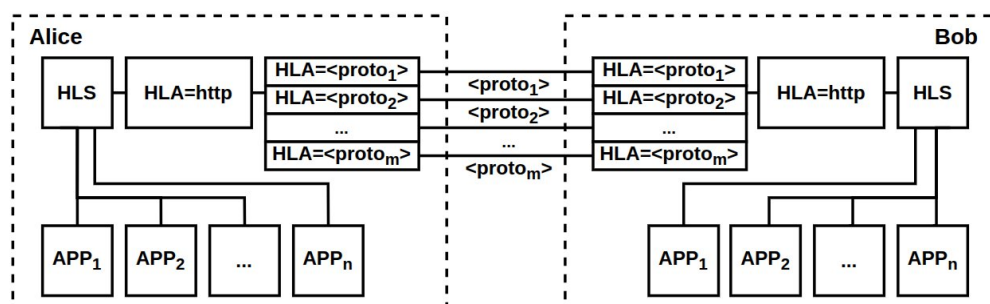 Alice
Bob
HLS
HLA=http
HLA=<proto1>
HLA=<proto2>
...
HLA=<protom>
<proto1>
<proto2>
...
<protom>
HLA=<proto1>
HLA=<proto2>
...
HLA=<protom>
HLA=http
HLS
APP1
APP2
...
APPn
APP1
APP2
...
APPn